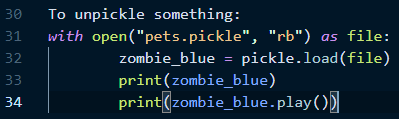 30 To unpickle something:
31 with open("pets.pickle", "rb") as file:
32 zombie_blue = pickle.load(file)
33 print(zombie_blue)
34 print(zombie_blue.play())